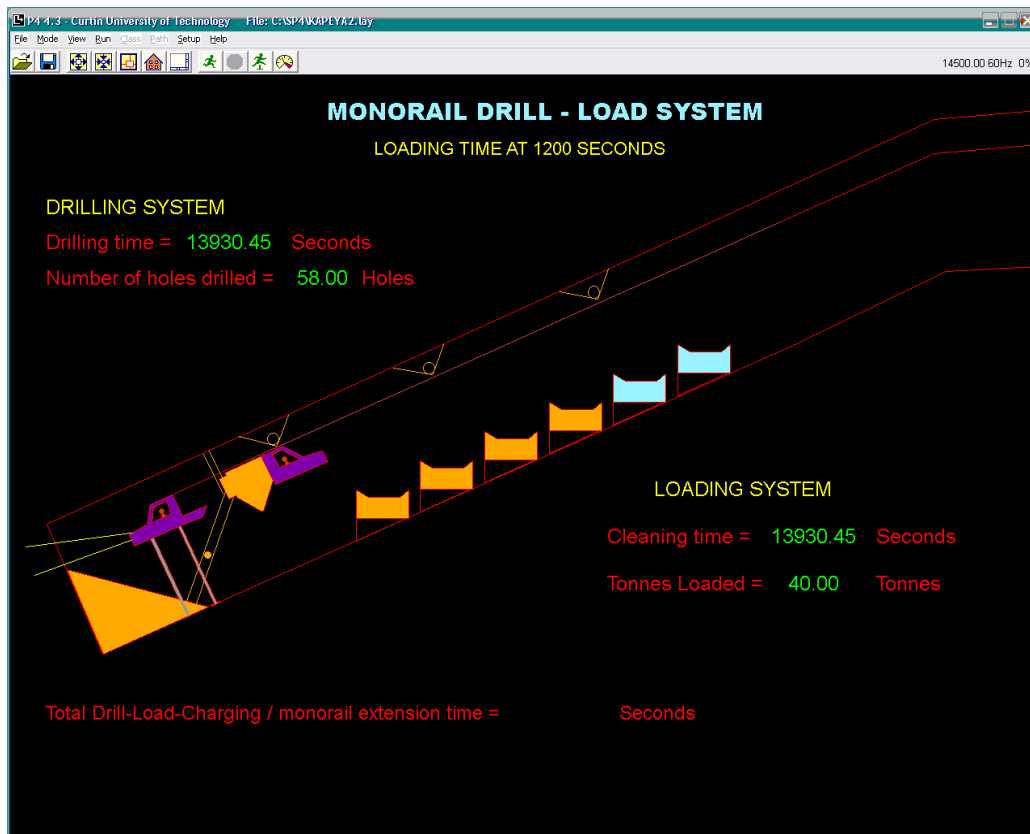 P4 4.3 - Curtin University of Technology File: C:\SP4\KAPEYA2.lay
File Mode View Run Class Path Setup Help
14500.00 60Hz 0%
MONORAIL DRILL - LOAD SYSTEM
LOADING TIME AT 1200 SECONDS
DRILLING SYSTEM
Drilling time = 13930.45 Seconds
Number of holes drilled = 58.00 Holes
LOADING SYSTEM
Cleaning time = 13930.45 Seconds
Tonnes Loaded = 40.00 Tonnes
Total Drill-Load-Charging / monorail extension time = Seconds